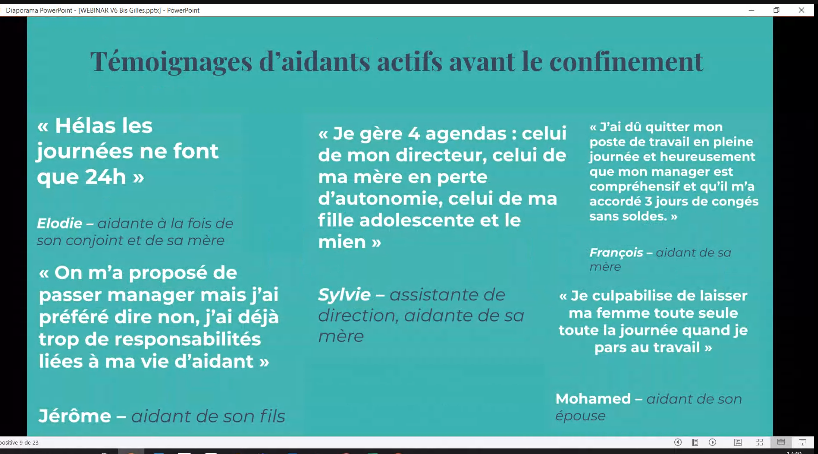 Diaporama PowerPoint - [WEBINAR V6 Bis Gilles.pptx] - PowerPoint
Témoignages d’aidants actifs avant le confinement
« Hélas les
journées ne font
que 24h »
Elodie – aidante à la fois de
son conjoint et de sa mère
« On m’a proposé de
passer manager mais j’ai
préféré dire non, j’ai déjà
trop de responsabilités
liées à ma vie d’aidant »
Jérôme – aidant de son fils
« Je gère 4 agendas : celui
de mon directeur, celui de
ma mère en perte
d’autonomie, celui de ma
fille adolescente et le
mien »
Sylvie – assistante de
direction, aidante de sa
mère
« J’ai dû quitter mon
poste de travail en pleine
journée et heureusement
que mon manager est
compréhensif et qu’il m’a
accordé 3 jours de congés
sans soldes. »
François – aidant de sa
mère
« Je culpabilise de laisser
ma femme toute seule
toute la journée quand je
pars au travail »
Mohamed – aidant de son
épouse
positive 9 de 23